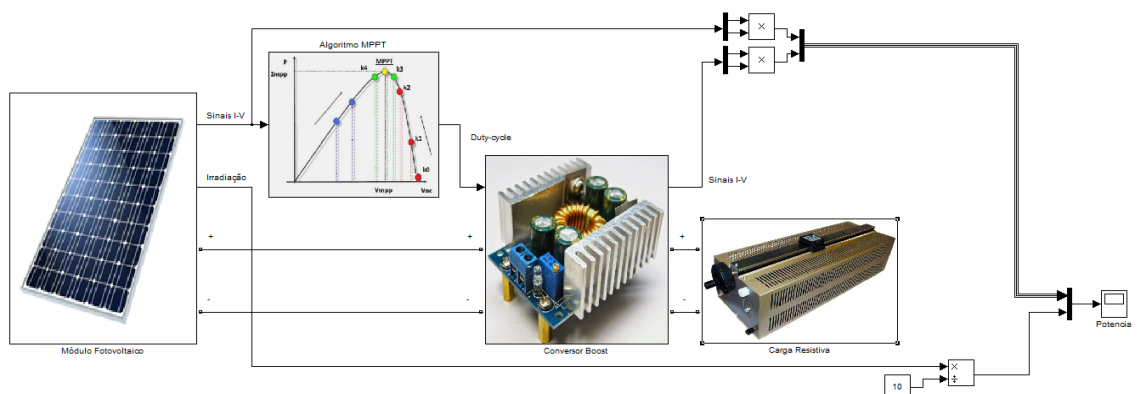 Algoritmo MPPT
P
Impp
k4
MPPT
k3
k2
k1
k0
Vmpp
Voc
Sinais I-V
Irradiação
Duty-cycle
Sinais I-V
×
×
+
+
+
-
-
-
Módulo Fotovoltaico
Conversor Boost
Carga Resistiva
Potencia
×
÷
10